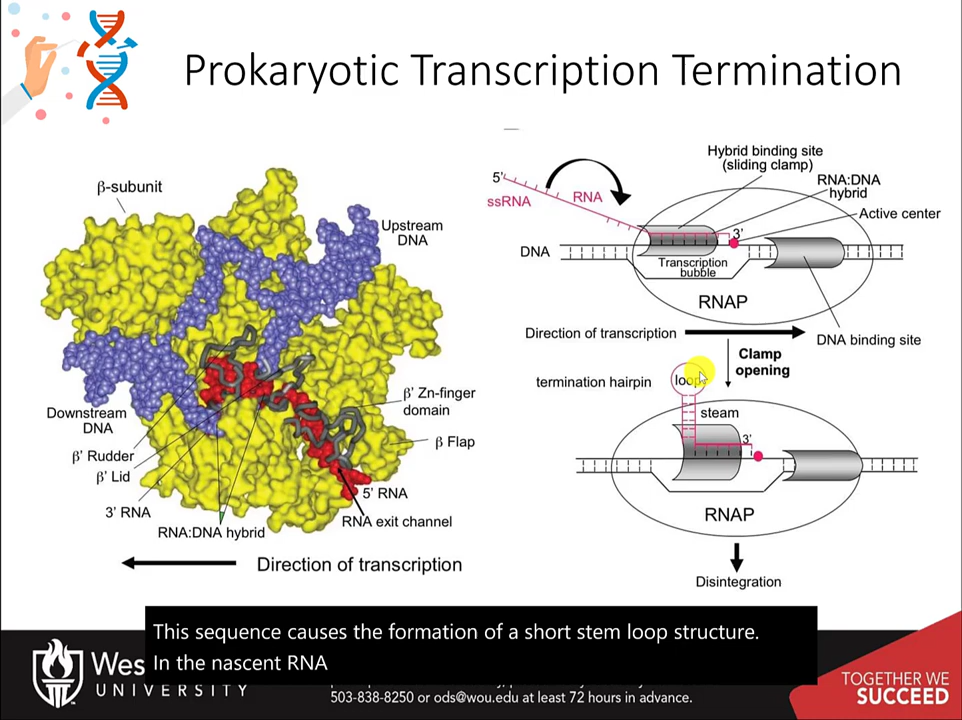 Prokaryotic Transcription Termination
β-subunit
Upstream
DNA
Downstream
DNA
β' Rudder
β' Lid
3' RNA
RNA:DNA hybrid
β' Zn-finger
domain
β Flap
5' RNA
RNA exit channel
Direction of transcription
Hybrid binding site
(sliding clamp)
RNA:DNA
hybrid
Active center
5'
ssRNA
RNA
3'
DNA
Transcription
bubble
RNAP
Direction of transcription
DNA binding site
Clamp
opening
termination hairpin
loop
steam
3'
RNAP
Disintegration
This sequence causes the formation of a short stem loop structure.
In the nascent RNA
Wes
UNIVERSITY
503-838-8250 or ods@wou.edu at least 72 hours in advance.
TOGETHER WE
SUCCEED